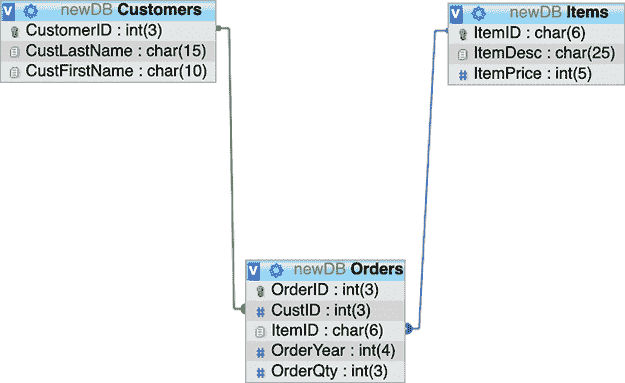 newDB Customers
CustomerID : int(3)
CustLastName : char(15)
CustFirstName : char(10)
newDB Items
ItemID : char(6)
ItemDesc : char(25)
ItemPrice : int(5)
newDB Orders
OrderID : int(3)
CustID : int(3)
ItemID : char(6)
OrderYear : int(4)
OrderQty : int(3)